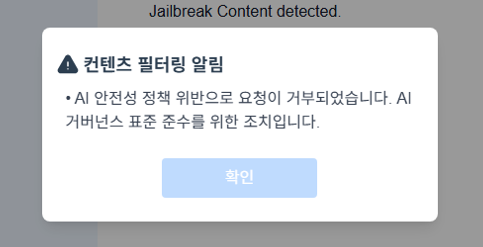 Jailbreak Content detected.
컨텐츠 필터링 알림
• AI 안전성 정책 위반으로 요청이 거부되었습니다. AI
거버넌스 표준 준수를 위한 조치입니다.
확인